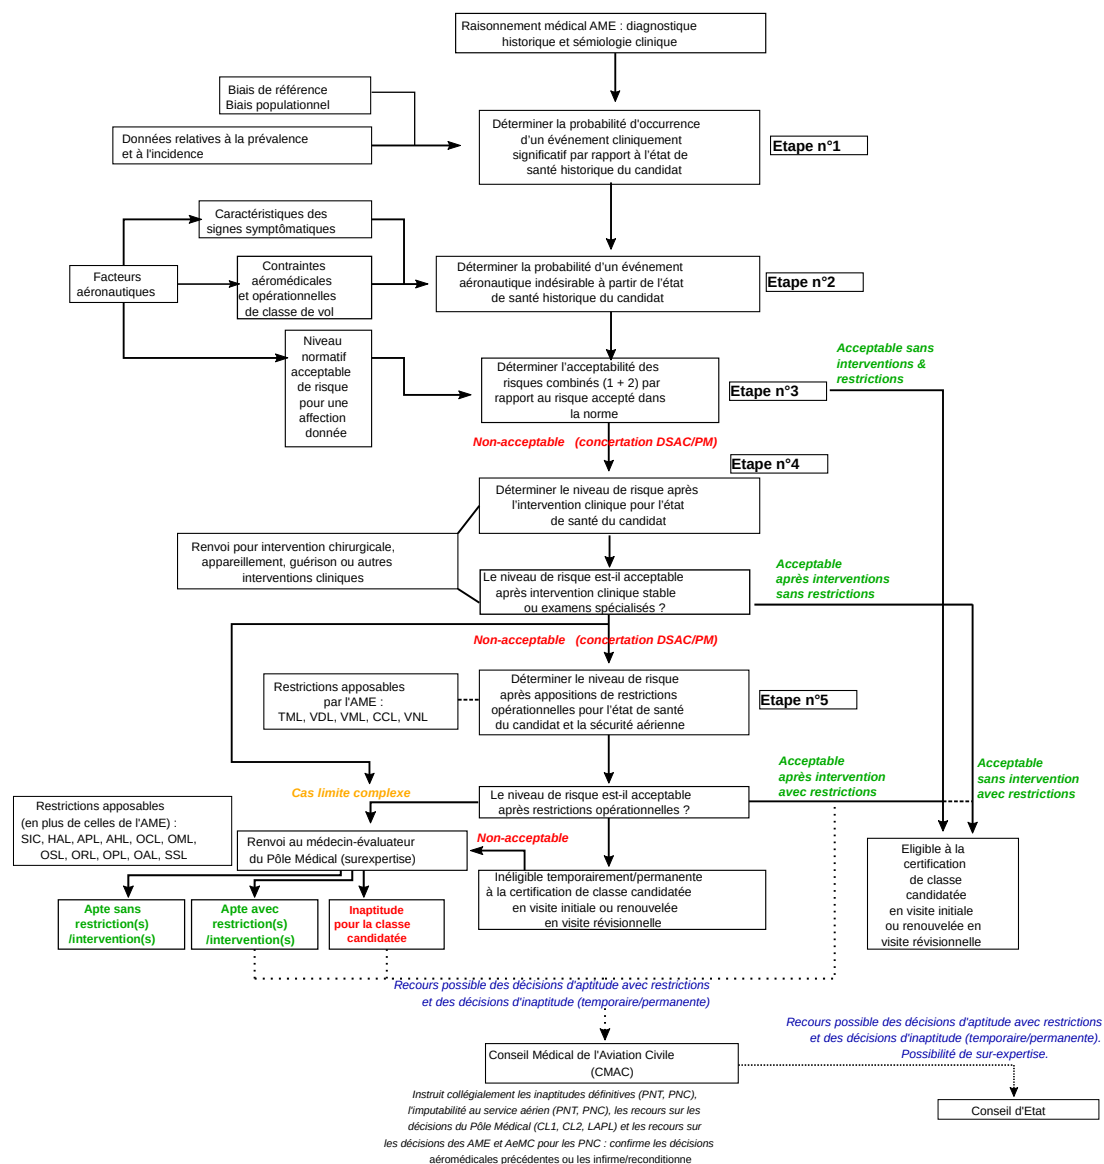 Raisonnement médical AME : diagnostique
historique et sémiologie clinique
Biais de référence
Biais populationnel
Données relatives à la prévalence
et à l'incidence
Déterminer la probabilité d'occurrence
d'un événement cliniquement
significatif par rapport à l'état de
santé historique du candidat
Etape n°1
Caractéristiques des
signes symptômatiques
Facteurs
aéronautiques
Contraintes
aéromédicales
et opérationnelles
de classe de vol
Déterminer la probabilité d'un événement
aéronautique indésirable à partir de l'état
de santé historique du candidat
Etape n°2
Niveau
normatif
acceptable
de risque
pour une
affection
donnée
Déterminer l'acceptabilité des
risques combinés (1 + 2) par
rapport au risque accepté dans
la norme
Etape n°3
Acceptable sans
interventions &
restrictions
Non-acceptable (concertation DSAC/PM)
Etape n°4
Déterminer le niveau de risque après
l'intervention clinique pour l'état
de santé du candidat
Renvoi pour intervention chirurgicale,
appareillement, guérison ou autres
interventions cliniques
Le niveau de risque est-il acceptable
après intervention clinique stable
ou examens spécialisés ?
Acceptable
après interventions
sans restrictions
Non-acceptable (concertation DSAC/PM)
Restrictions apposables
par l'AME :
TML, VDL, VML, CCL, VNL
Déterminer le niveau de risque
après appositions de restrictions
opérationnelles pour l'état de santé
du candidat et la sécurité aérienne
Etape n°5
Acceptable
après intervention
avec restrictions
Acceptable
sans intervention
avec restrictions
Cas limite complexe
Le niveau de risque est-il acceptable
après restrictions opérationnelles ?
Restrictions apposables
(en plus de celles de l'AME) :
SIC, HAL, APL, AHL, OCL, OML,
OSL, ORL, OPL, OAL, SSL
Renvoi au médecin-évaluateur
du Pôle Médical (surexpertise)
Non-acceptable
Inéligible temporairement/permanente
à la certification de classe candidatée
en visite initiale ou renouvelée
en visite révisionnelle
Eligible à la
certification
de classe
candidatée
en visite initiale
ou renouvelée en
visite révisionnelle
Apte sans
restriction(s)
/intervention(s)
Apte avec
restriction(s)
/intervention(s)
Inaptitude
pour la classe
candidatée
Recours possible des décisions d'aptitude avec restrictions
et des décisions d'inaptitude (temporaire/permanente)
Recours possible des décisions d'aptitude avec restrictions
et des décisions d'inaptitude (temporaire/permanente).
Possibilité de sur-expertise.
Conseil Médical de l'Aviation Civile
(CMAC)
Conseil d'Etat
Instruit collégialement les inaptitudes définitives (PNT, PNC),
l'imputabilité au service aérien (PNT, PNC), les recours sur les
décisions du Pôle Médical (CL1, CL2, LAPL) et les recours sur
les décisions des AME et AeMC pour les PNC : confirme les décisions
aéromédicales précédentes ou les infirme/reconditionne